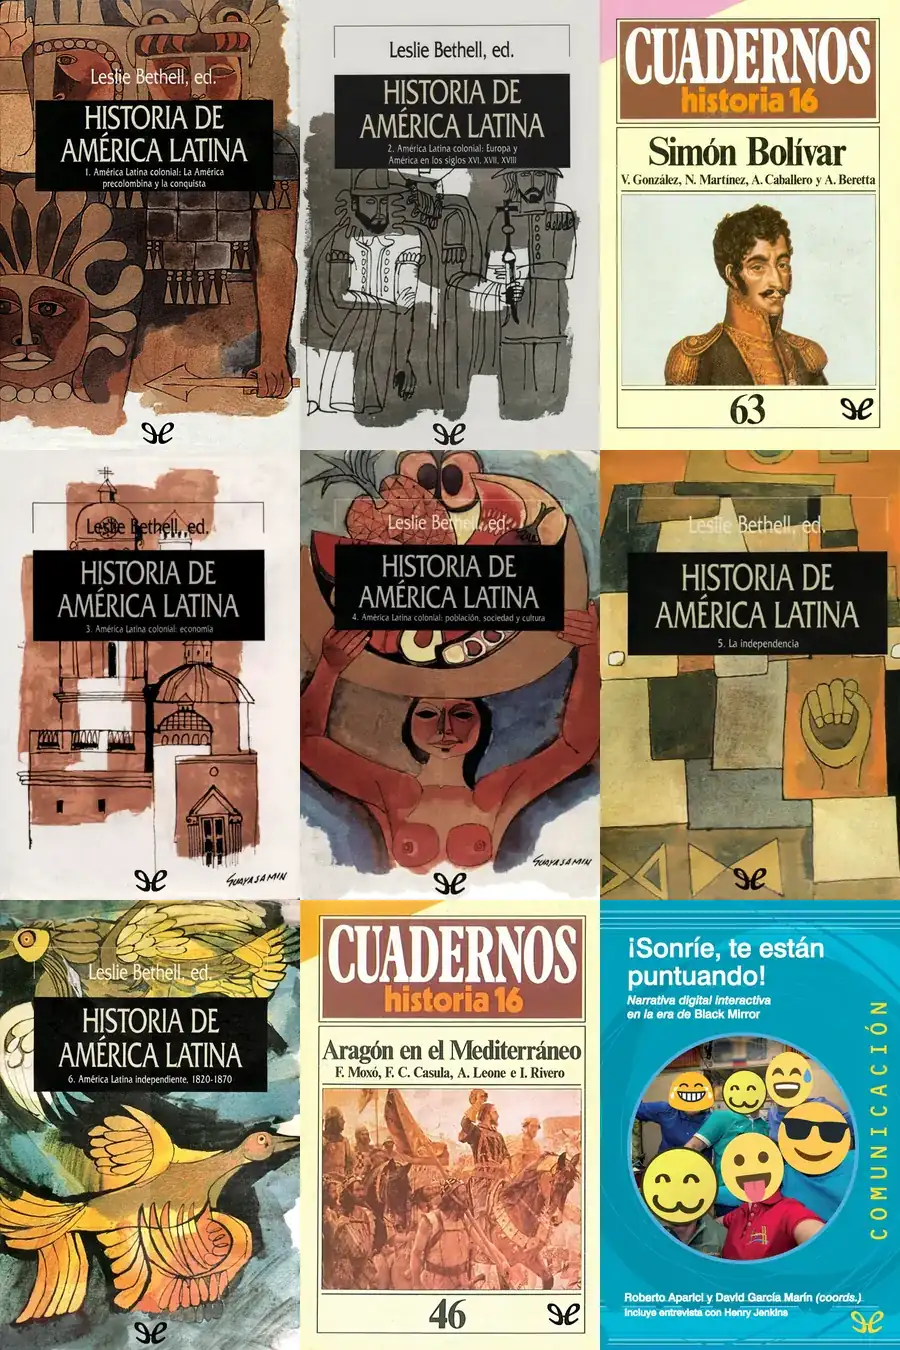 Leslie Bethell, ed.
HISTORIA DE
AMÉRICA LATINA
1. América Latina colonial: La América
precolombina y la conquista
Leslie Bethell, ed.
HISTORIA DE
AMÉRICA LATINA
2. América Latina colonial: Europa y
América en los siglos XVI, XVII, XVIII
CUADERNOS
historia 16
Simón Bolívar
V. González, N. Martínez, A. Caballero y A. Beretta
63
Leslie Bethell, ed.
HISTORIA DE
AMÉRICA LATINA
3. América Latina colonial: economía
GUAYASAMIN
Leslie Bethell, ed.
HISTORIA DE
AMÉRICA LATINA
4. América Latina colonial: población, sociedad y cultura
GUAYASAMIN
Leslie Bethell, ed.
HISTORIA DE
AMÉRICA LATINA
5. La independencia
Leslie Bethell, ed.
HISTORIA DE
AMÉRICA LATINA
6. América Latina independiente, 1820-1870
CUADERNOS
historia 16
Aragón en el Mediterráneo
F. Moxó, F. C. Casula, A. Leone e I. Rivero
46
¡Sonríe, te están
puntuando!
Narrativa digital interactiva
en la era de Black Mirror
COMUNICACIÓN
Roberto Aparici y David García Marín (coords.)
Incluye entrevista con Henry Jenkins